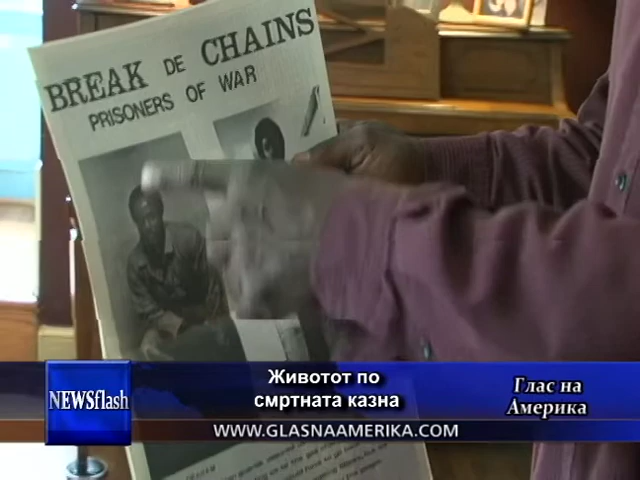 BREAK DE CHAINS
PRISONERS OF WAR
NEWSflash
Животот по
смртната казна
Глас на
Америка
WWW.GLASNAAMERIKA.COM